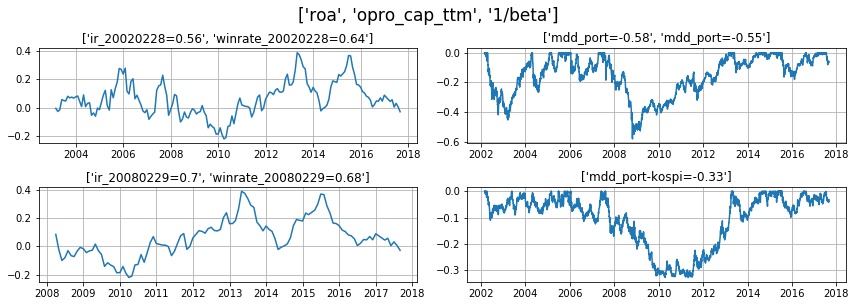 ['roa', 'opro_cap_ttm', '1/beta']
['ir_20020228=0.56', 'winrate_20020228=0.64']
0.4
0.2
0.0
−0.2
2004 2006 2008 2010 2012 2014 2016 2018
['mdd_port=-0.58', 'mdd_port=-0.55']
0.0
−0.2
−0.4
−0.6
2002 2004 2006 2008 2010 2012 2014 2016 2018
['ir_20080229=0.7', 'winrate_20080229=0.68']
0.4
0.2
0.0
−0.2
2008 2009 2010 2011 2012 2013 2014 2015 2016 2017 2018
['mdd_port-kospi=-0.33']
0.0
−0.1
−0.2
−0.3
2002 2004 2006 2008 2010 2012 2014 2016 2018